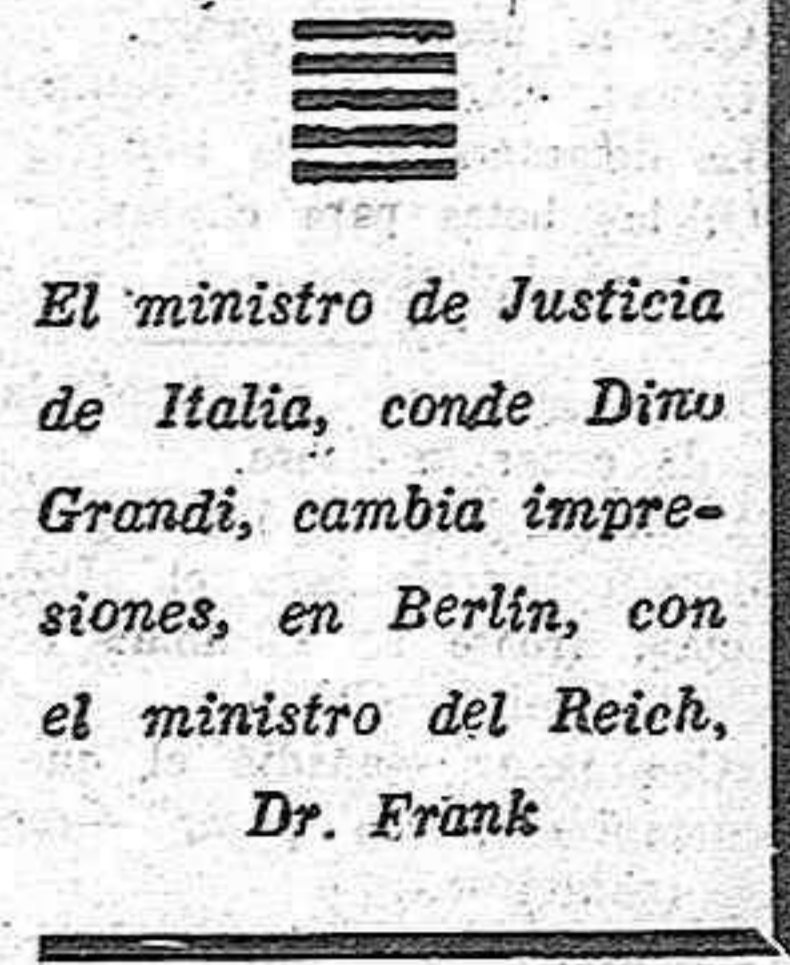 El ministro de Justicia
de Italia, conde Dino
Grandi, cambia impre-
siones, en Berlín, con
el ministro del Reich,
Dr. Frank